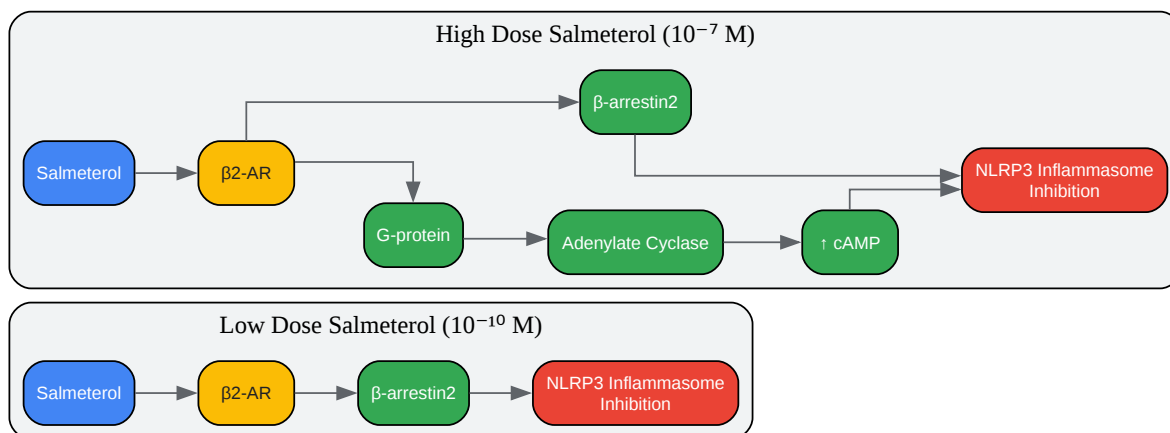 High Dose Salmeterol (10⁻⁷ M)
β-arrestin2
Salmeterol
β2-AR
NLRP3 Inflammasome
Inhibition
G-protein
Adenylate Cyclase
↑ cAMP
Low Dose Salmeterol (10⁻¹⁰ M)
Salmeterol
β2-AR
β-arrestin2
NLRP3 Inflammasome
Inhibition